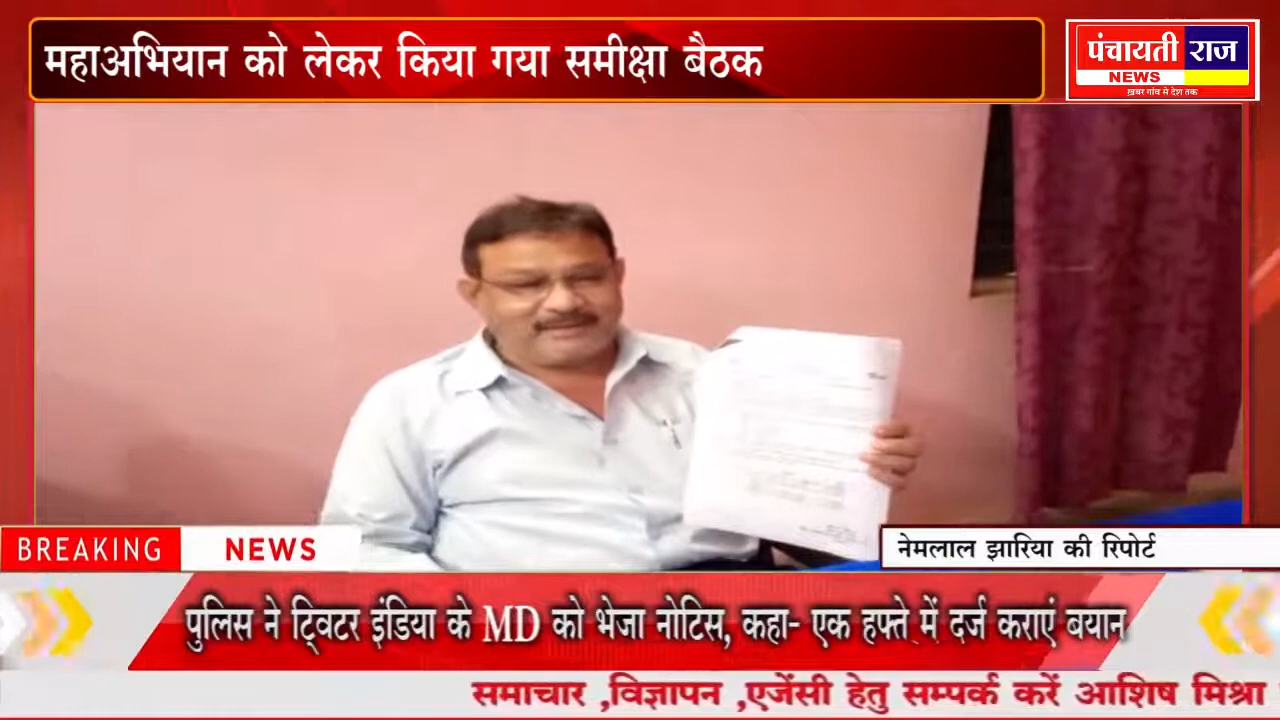 महाअभियान को लेकर किया गया समीक्षा बैठक
पंचायती राज
NEWS
ख़बर गांव से देश तक
BREAKING NEWS
नेमलाल झारिया की रिपोर्ट
पुलिस ने ट्विटर इंडिया के MD को भेजा नोटिस, कहा- एक हफ्ते में दर्ज कराएं बयान
समाचार ,विज्ञापन ,एजेंसी हेतु सम्पर्क करें आशिष मिश्रा